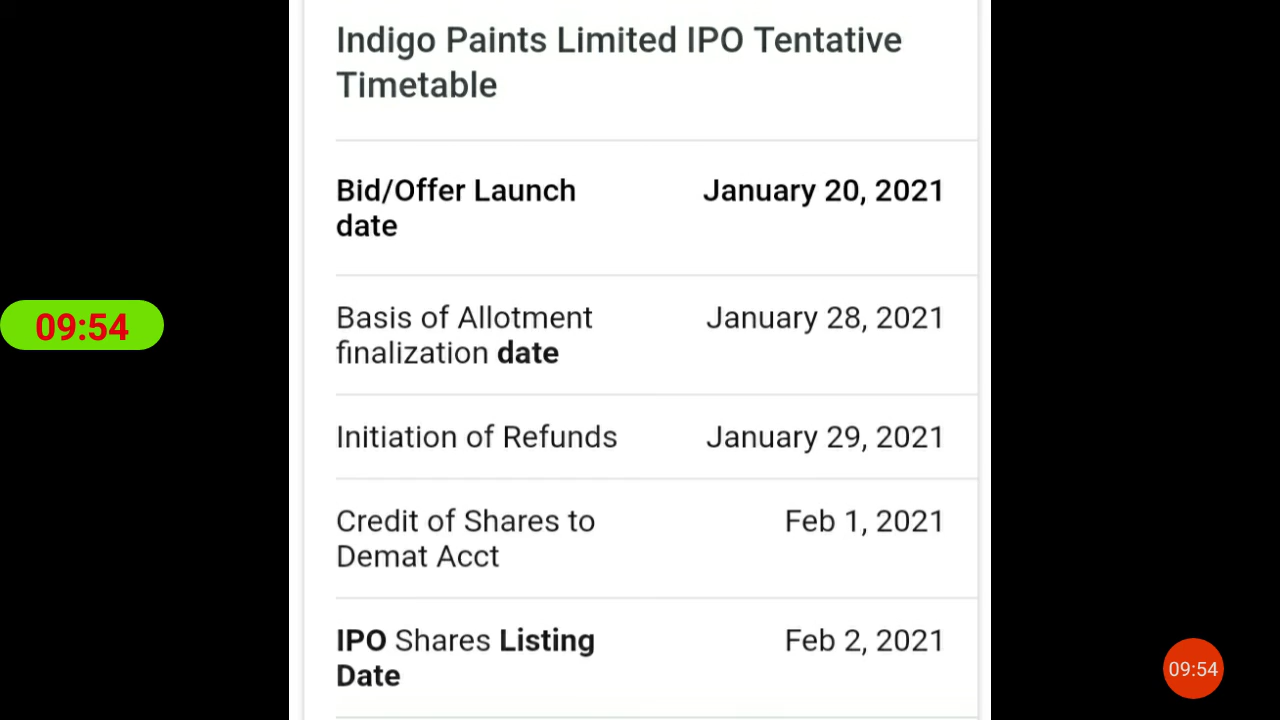 Indigo Paints Limited IPO Tentative
Timetable
Bid/Offer Launch date January 20, 2021
Basis of Allotment finalization date January 28, 2021
Initiation of Refunds January 29, 2021
Credit of Shares to Demat Acct Feb 1, 2021
IPO Shares Listing Date Feb 2, 2021
09:54
09:54